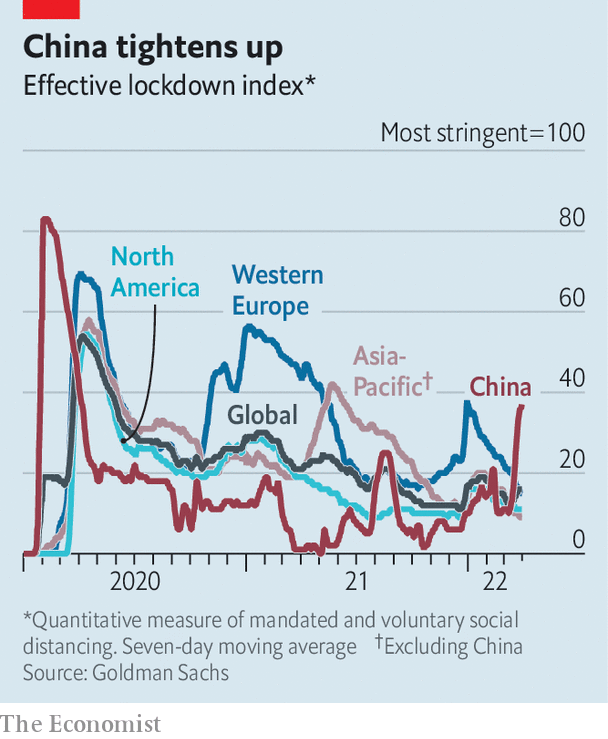 China tightens up
Effective lockdown index*
Most stringent=100
80
North
America
Western
Europe
60
Asia-
Pacific†
China
40
Global
20
0
2020
21
22
*Quantitative measure of mandated and voluntary social
distancing. Seven-day moving average †Excluding China
Source: Goldman Sachs
The Economist